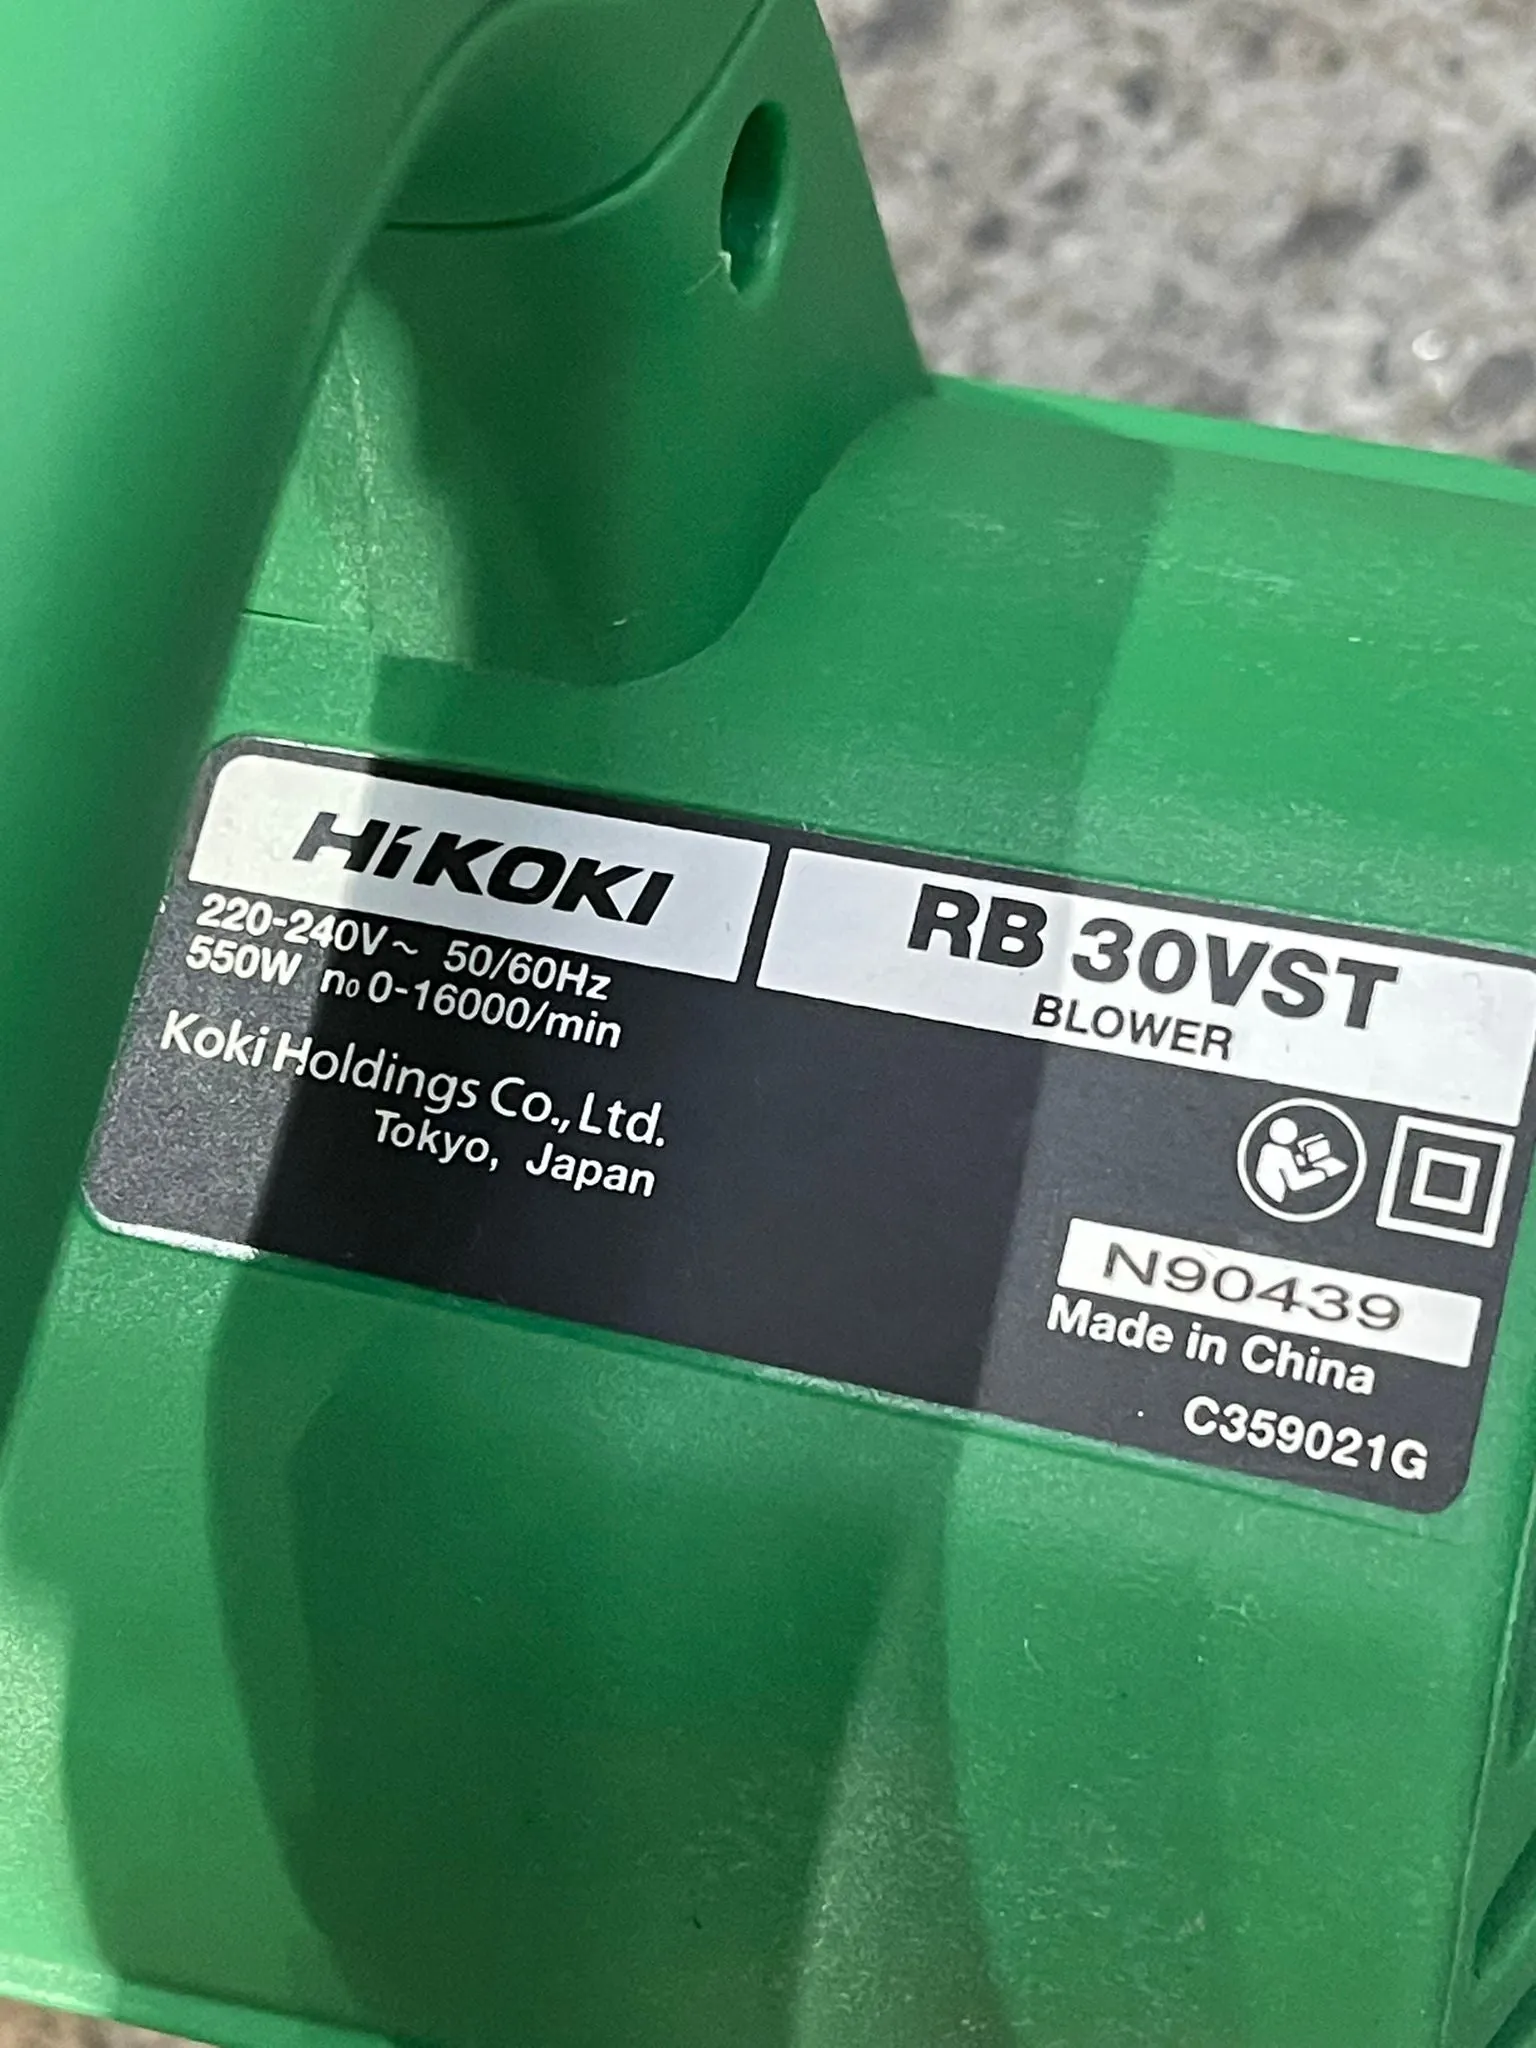 HiKOKI
220-240V~ 50/60Hz
550W n₀ 0-16000/min
Koki Holdings Co., Ltd.
Tokyo, Japan
RB 30VST
BLOWER
N90439
Made in China
C359021G